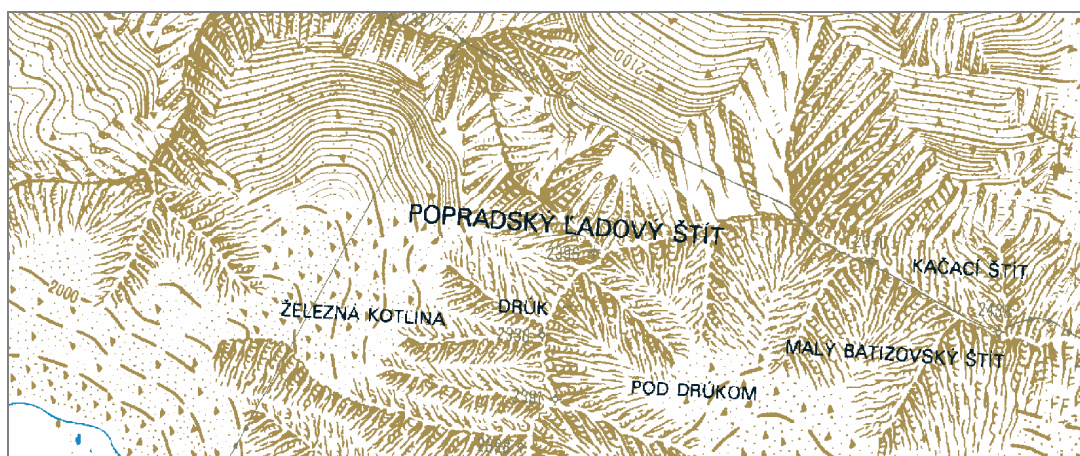 2100
POPRADSKÝ ĽADOVÝ ŠTÍT
KAČACÍ ŠTÍT
2000
ŽELEZNÁ KOTLINA
DRÚK
MALÝ BATIZOVSKÝ ŠTÍT
POD DRÚKOM